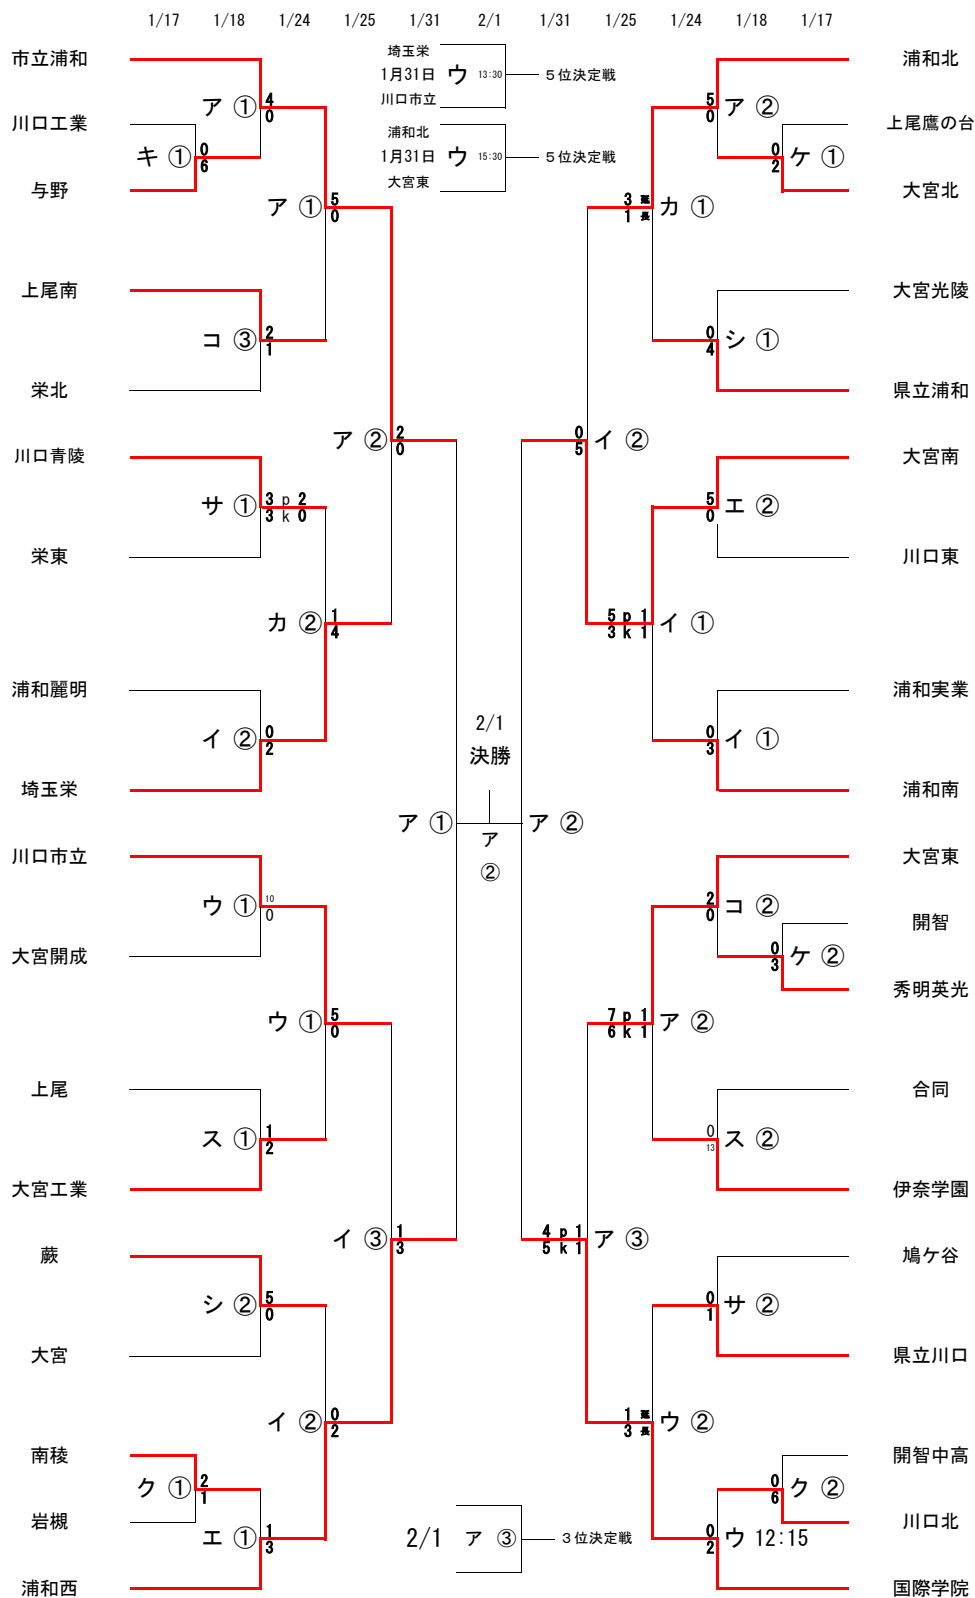 1/17 1/18 1/24 1/25 1/31 2/1 1/31 1/25 1/24 1/18 1/17
埼玉栄
1月31日 ウ 13:30 5位決定戦
川口市立
浦和北
1月31日 ウ 15:30 5位決定戦
大宮東
市立浦和
ア ① 4
0
川口工業
キ ① 0
6
与野
ア ① 5
0
上尾南
コ ③ 2
1
栄北
ア ② 2
0
川口青陵
サ ① 3 p 2
3 k 0
栄東
カ ② 1
4
浦和麗明
イ ② 0
2
埼玉栄
ア ①
川口市立
ウ ① 10
0
大宮開成
ウ ① 5
0
上尾
ス ① 1
2
大宮工業
イ ③ 1
3
蕨
シ ② 5
0
大宮
イ ② 0
2
南稜
ク ① 2
1
岩槻
エ ① 1
3
浦和西
2/1
決勝
ア
②
2/1 ア ③ 3位決定戦
浦和北
5 ア ②
0
上尾鷹の台
0 ケ ①
2
大宮北
3 延 カ ①
1 長
大宮光陵
0 シ ①
4
県立浦和
0 イ ②
5
大宮南
5 エ ②
0
川口東
5 p 1 イ ①
3 k 1
浦和実業
0 イ ①
3
浦和南
ア ②
大宮東
2 コ ②
0
開智
0 ケ ②
3
秀明英光
7 p 1 ア ②
6 k 1
合同
0 ス ②
13
伊奈学園
4 p 1 ア ③
5 k 1
鳩ケ谷
0 サ ②
1
県立川口
1 延 ウ ②
3 長
開智中高
0 ク ②
6
川口北
0 ウ 12:15
2
国際学院